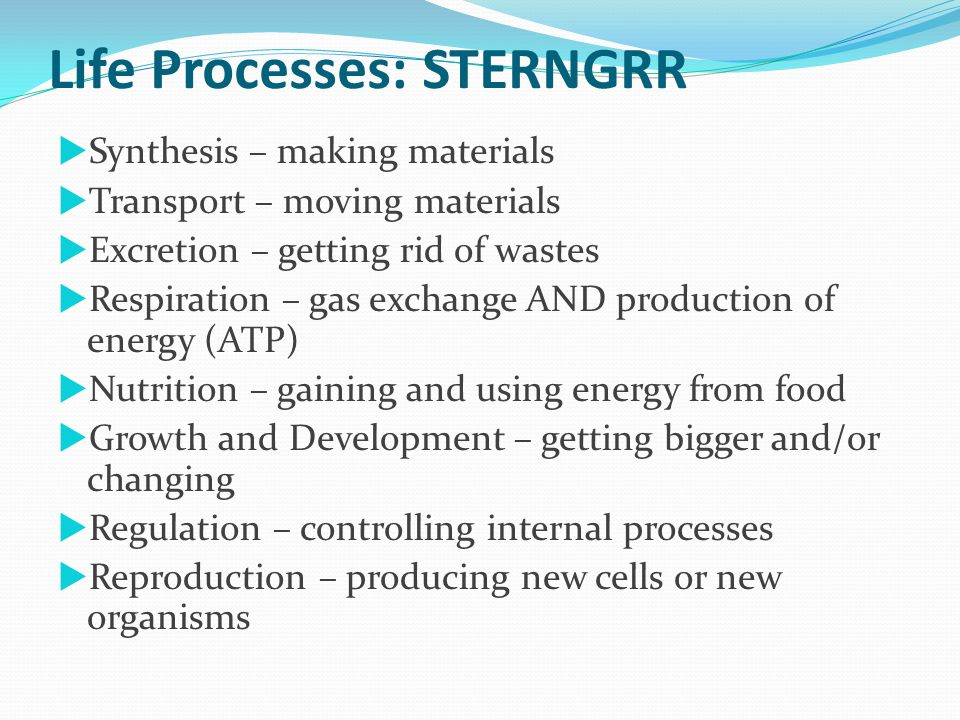 Life Processes: STERNGRR
Synthesis – making materials
Transport – moving materials
Excretion – getting rid of wastes
Respiration – gas exchange AND production of
energy (ATP)
Nutrition – gaining and using energy from food
Growth and Development – getting bigger and/or
changing
Regulation – controlling internal processes
Reproduction – producing new cells or new
organisms